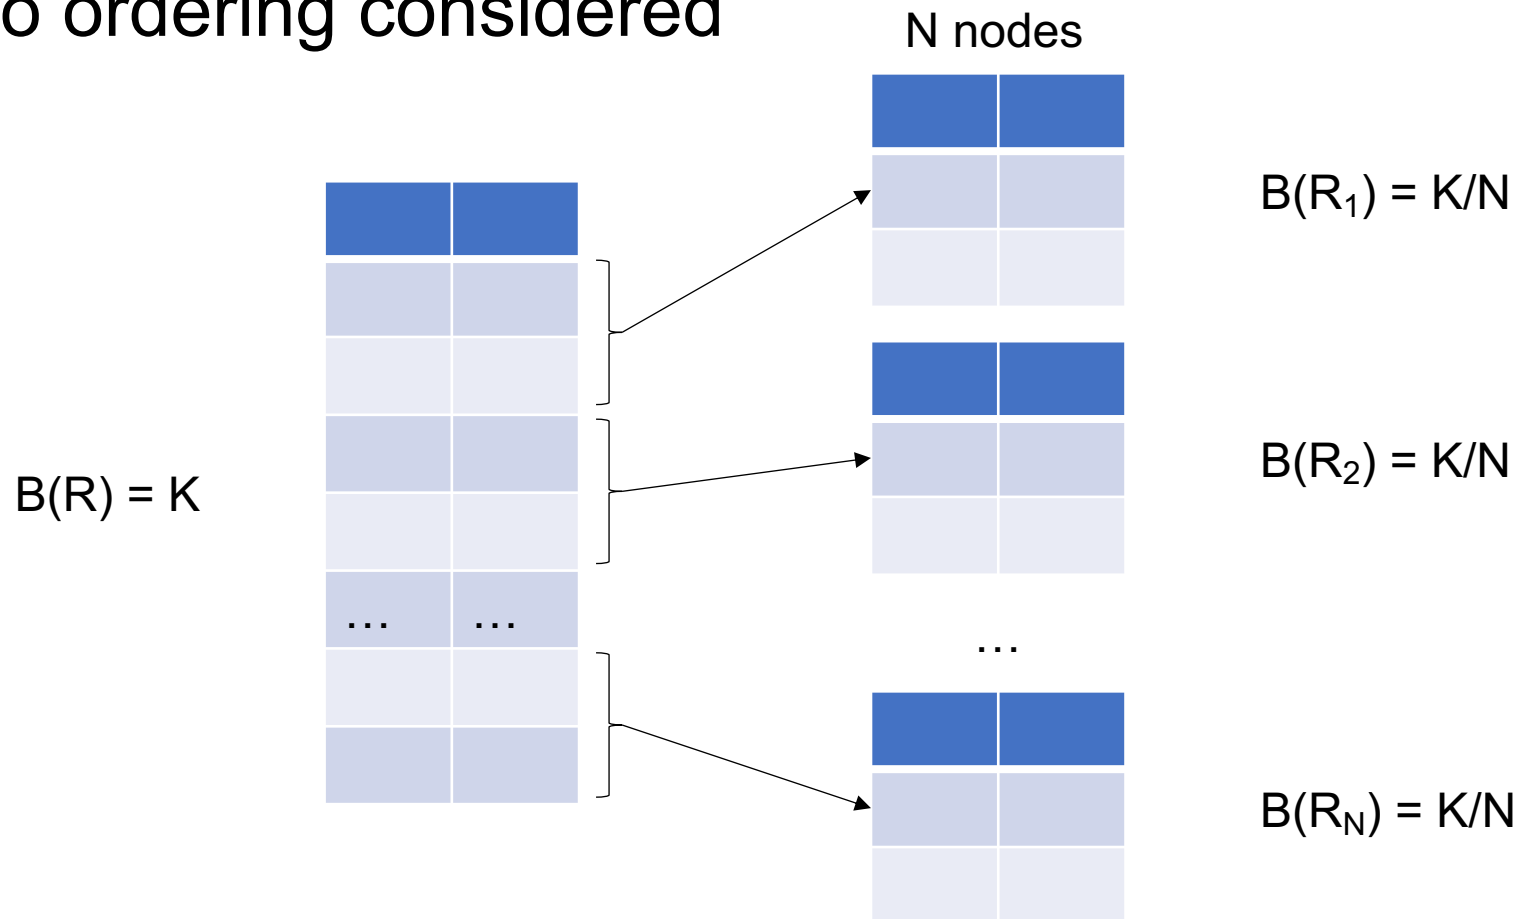 o ordering considered
N nodes
B(R₁) = K/N
B(R₂) = K/N
B(R) = K
… …
…
B(R_N) = K/N